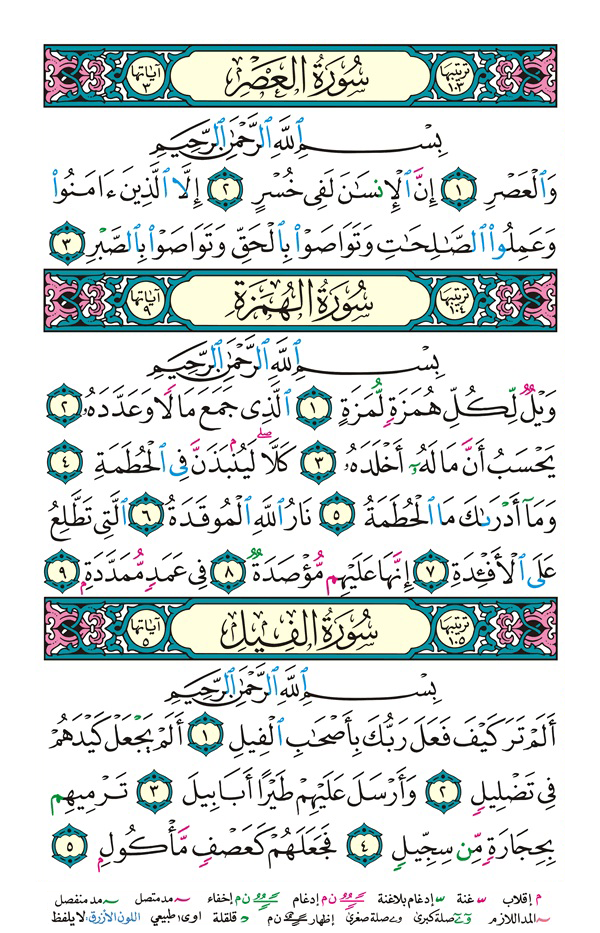 ترتيبها ١٠٣ سُورَةُ العَصْرِ آياتها ٣
بِسْمِ ٱللَّهِ ٱلرَّحْمَٰنِ ٱلرَّحِيمِ
وَٱلْعَصْرِ ١ إِنَّ ٱلْإِنسَٰنَ لَفِى خُسْرٍ ٢ إِلَّا ٱلَّذِينَ ءَامَنُوا۟
وَعَمِلُوا۟ ٱلصَّٰلِحَٰتِ وَتَوَاصَوْا۟ بِٱلْحَقِّ وَتَوَاصَوْا۟ بِٱلصَّبْرِ ٣
ترتيبها ١٠٤ سُورَةُ الهُمَزَةِ آياتها ٩
بِسْمِ ٱللَّهِ ٱلرَّحْمَٰنِ ٱلرَّحِيمِ
وَيْلٌ لِّكُلِّ هُمَزَةٍ لُّمَزَةٍ ١ ٱلَّذِى جَمَعَ مَالًا وَعَدَّدَهُۥ ٢
يَحْسَبُ أَنَّ مَالَهُۥٓ أَخْلَدَهُۥ ٣ كَلَّا ۖ لَيُنۢبَذَنَّ فِى ٱلْحُطَمَةِ ٤
وَمَآ أَدْرَىٰكَ مَا ٱلْحُطَمَةُ ٥ نَارُ ٱللَّهِ ٱلْمُوقَدَةُ ٦ ٱلَّتِى تَطَّلِعُ
عَلَى ٱلْأَفْـِٔدَةِ ٧ إِنَّهَا عَلَيْهِم مُّؤْصَدَةٌ ٨ فِى عَمَدٍ مُّمَدَّدَةٍۭ ٩
ترتيبها ١٠٥ سُورَةُ الفِيلِ آياتها ٥
بِسْمِ ٱللَّهِ ٱلرَّحْمَٰنِ ٱلرَّحِيمِ
أَلَمْ تَرَ كَيْفَ فَعَلَ رَبُّكَ بِأَصْحَٰبِ ٱلْفِيلِ ١ أَلَمْ يَجْعَلْ كَيْدَهُمْ
فِى تَضْلِيلٍ ٢ وَأَرْسَلَ عَلَيْهِمْ طَيْرًا أَبَابِيلَ ٣ تَرْمِيهِم
بِحِجَارَةٍ مِّن سِجِّيلٍ ٤ فَجَعَلَهُمْ كَعَصْفٍ مَّأْكُولٍۭ ٥
م إقلاب غنة إدغام بلاغنة ن م إدغام ن م إخفاء مد متصل مد منفصل
المد اللازم صلة كبرى صلة صغرى إظهار ن م قلقلة اوى طبيعي اللون الأزرق: لا يلفظ